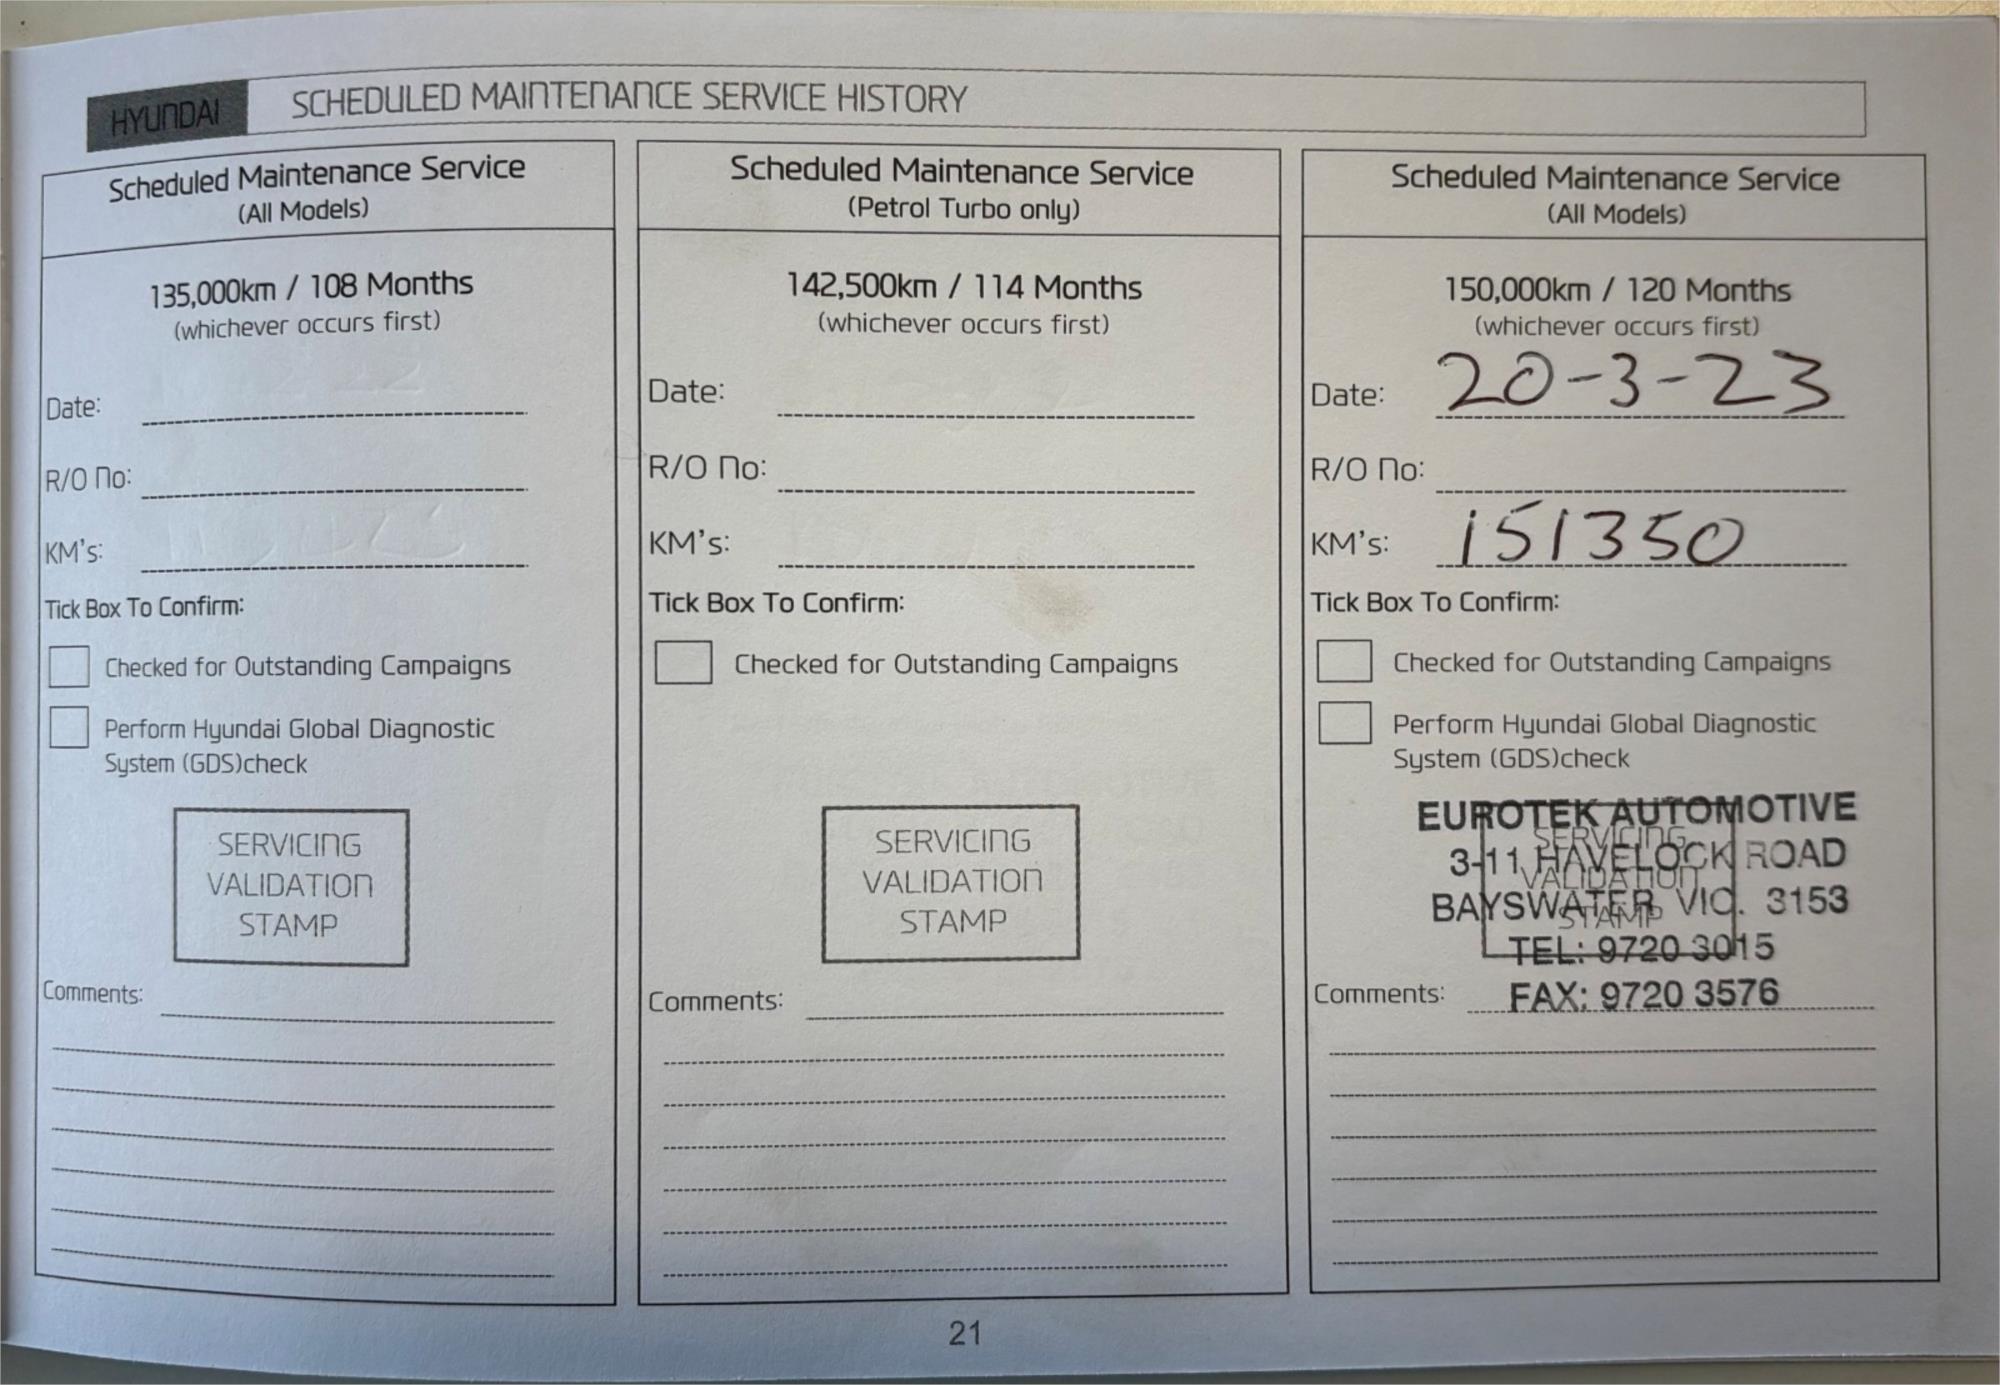 HYUNDAI
SCHEDULED MAINTENANCE SERVICE HISTORY
Scheduled Maintenance Service
(All Models)
135,000km / 108 Months
(whichever occurs first)
Date:
R/O No:
KM's:
Tick Box To Confirm:
Checked for Outstanding Campaigns
Perform Hyundai Global Diagnostic
System (GDS)check
SERVICING
VALIDATION
STAMP
Comments:
Scheduled Maintenance Service
(Petrol Turbo only)
142,500km / 114 Months
(whichever occurs first)
Date:
R/O No:
KM's:
Tick Box To Confirm:
Checked for Outstanding Campaigns
SERVICING
VALIDATION
STAMP
Comments:
Scheduled Maintenance Service
(All Models)
150,000km / 120 Months
(whichever occurs first)
Date: 20-3-23
R/O No:
KM's: 151350
Tick Box To Confirm:
Checked for Outstanding Campaigns
Perform Hyundai Global Diagnostic
System (GDS)check
SERVICING
VALIDATION
STAMP
EUROTEK AUTOMOTIVE
3-11 HAVELOCK ROAD
BAYSWATER VIC. 3153
TEL: 9720 3015
FAX: 9720 3576
Comments:
21